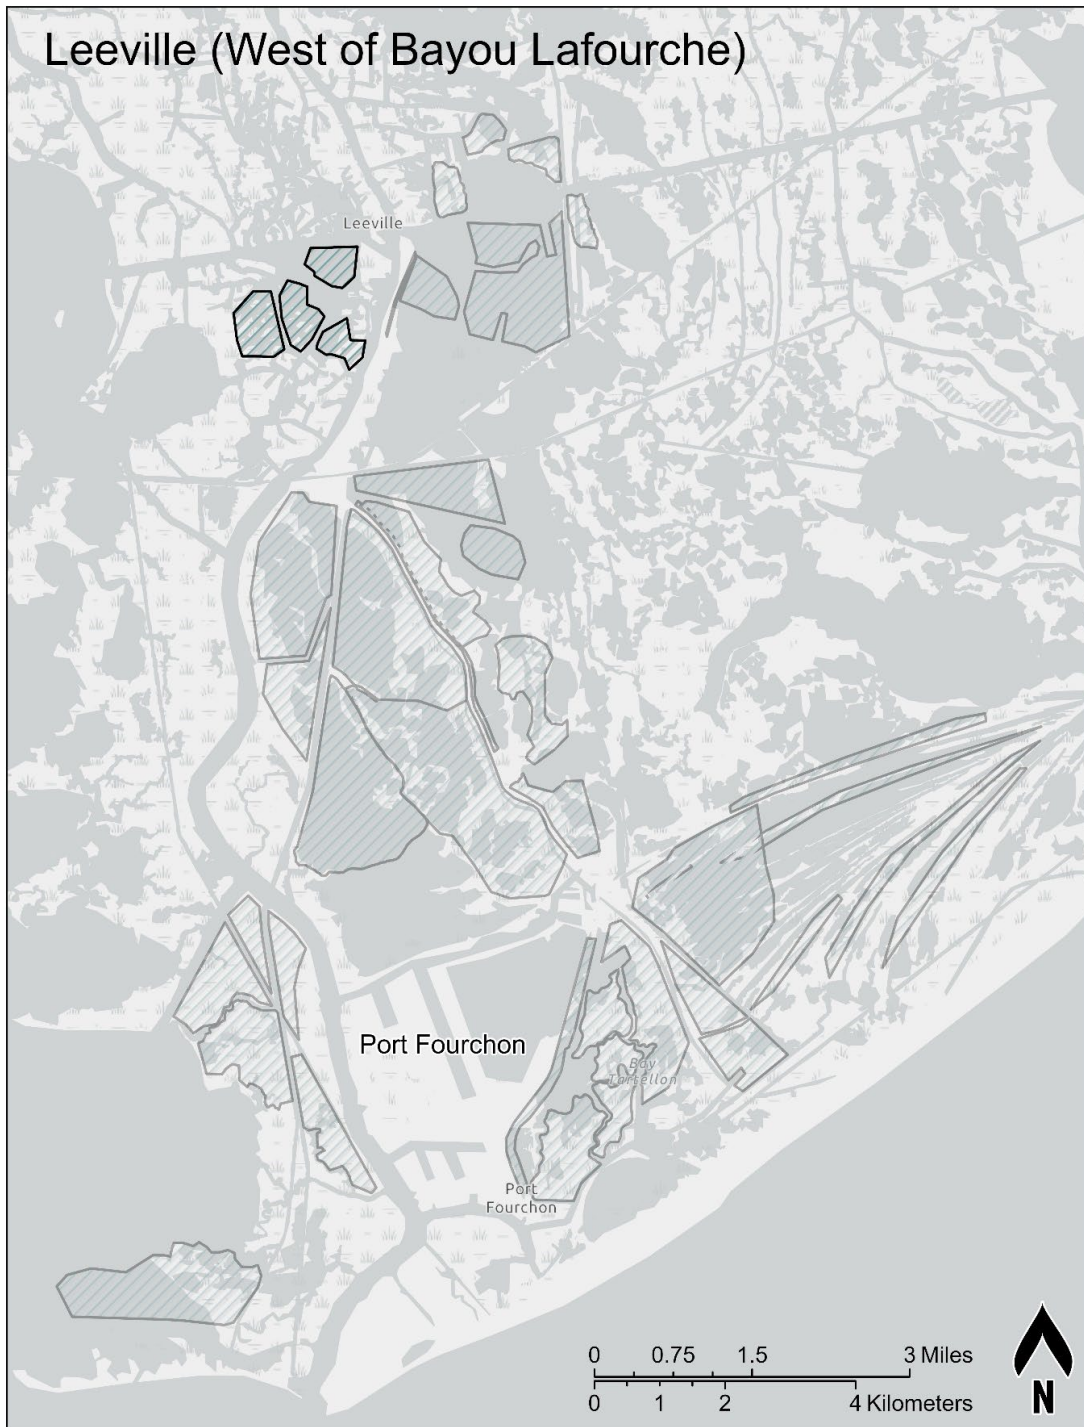 Leeville (West of Bayou Lafourche)
Leeville
Port Fourchon
Bay
Tartellon
Port
Fourchon
0 0.75 1.5 3 Miles
0 1 2 4 Kilometers
N